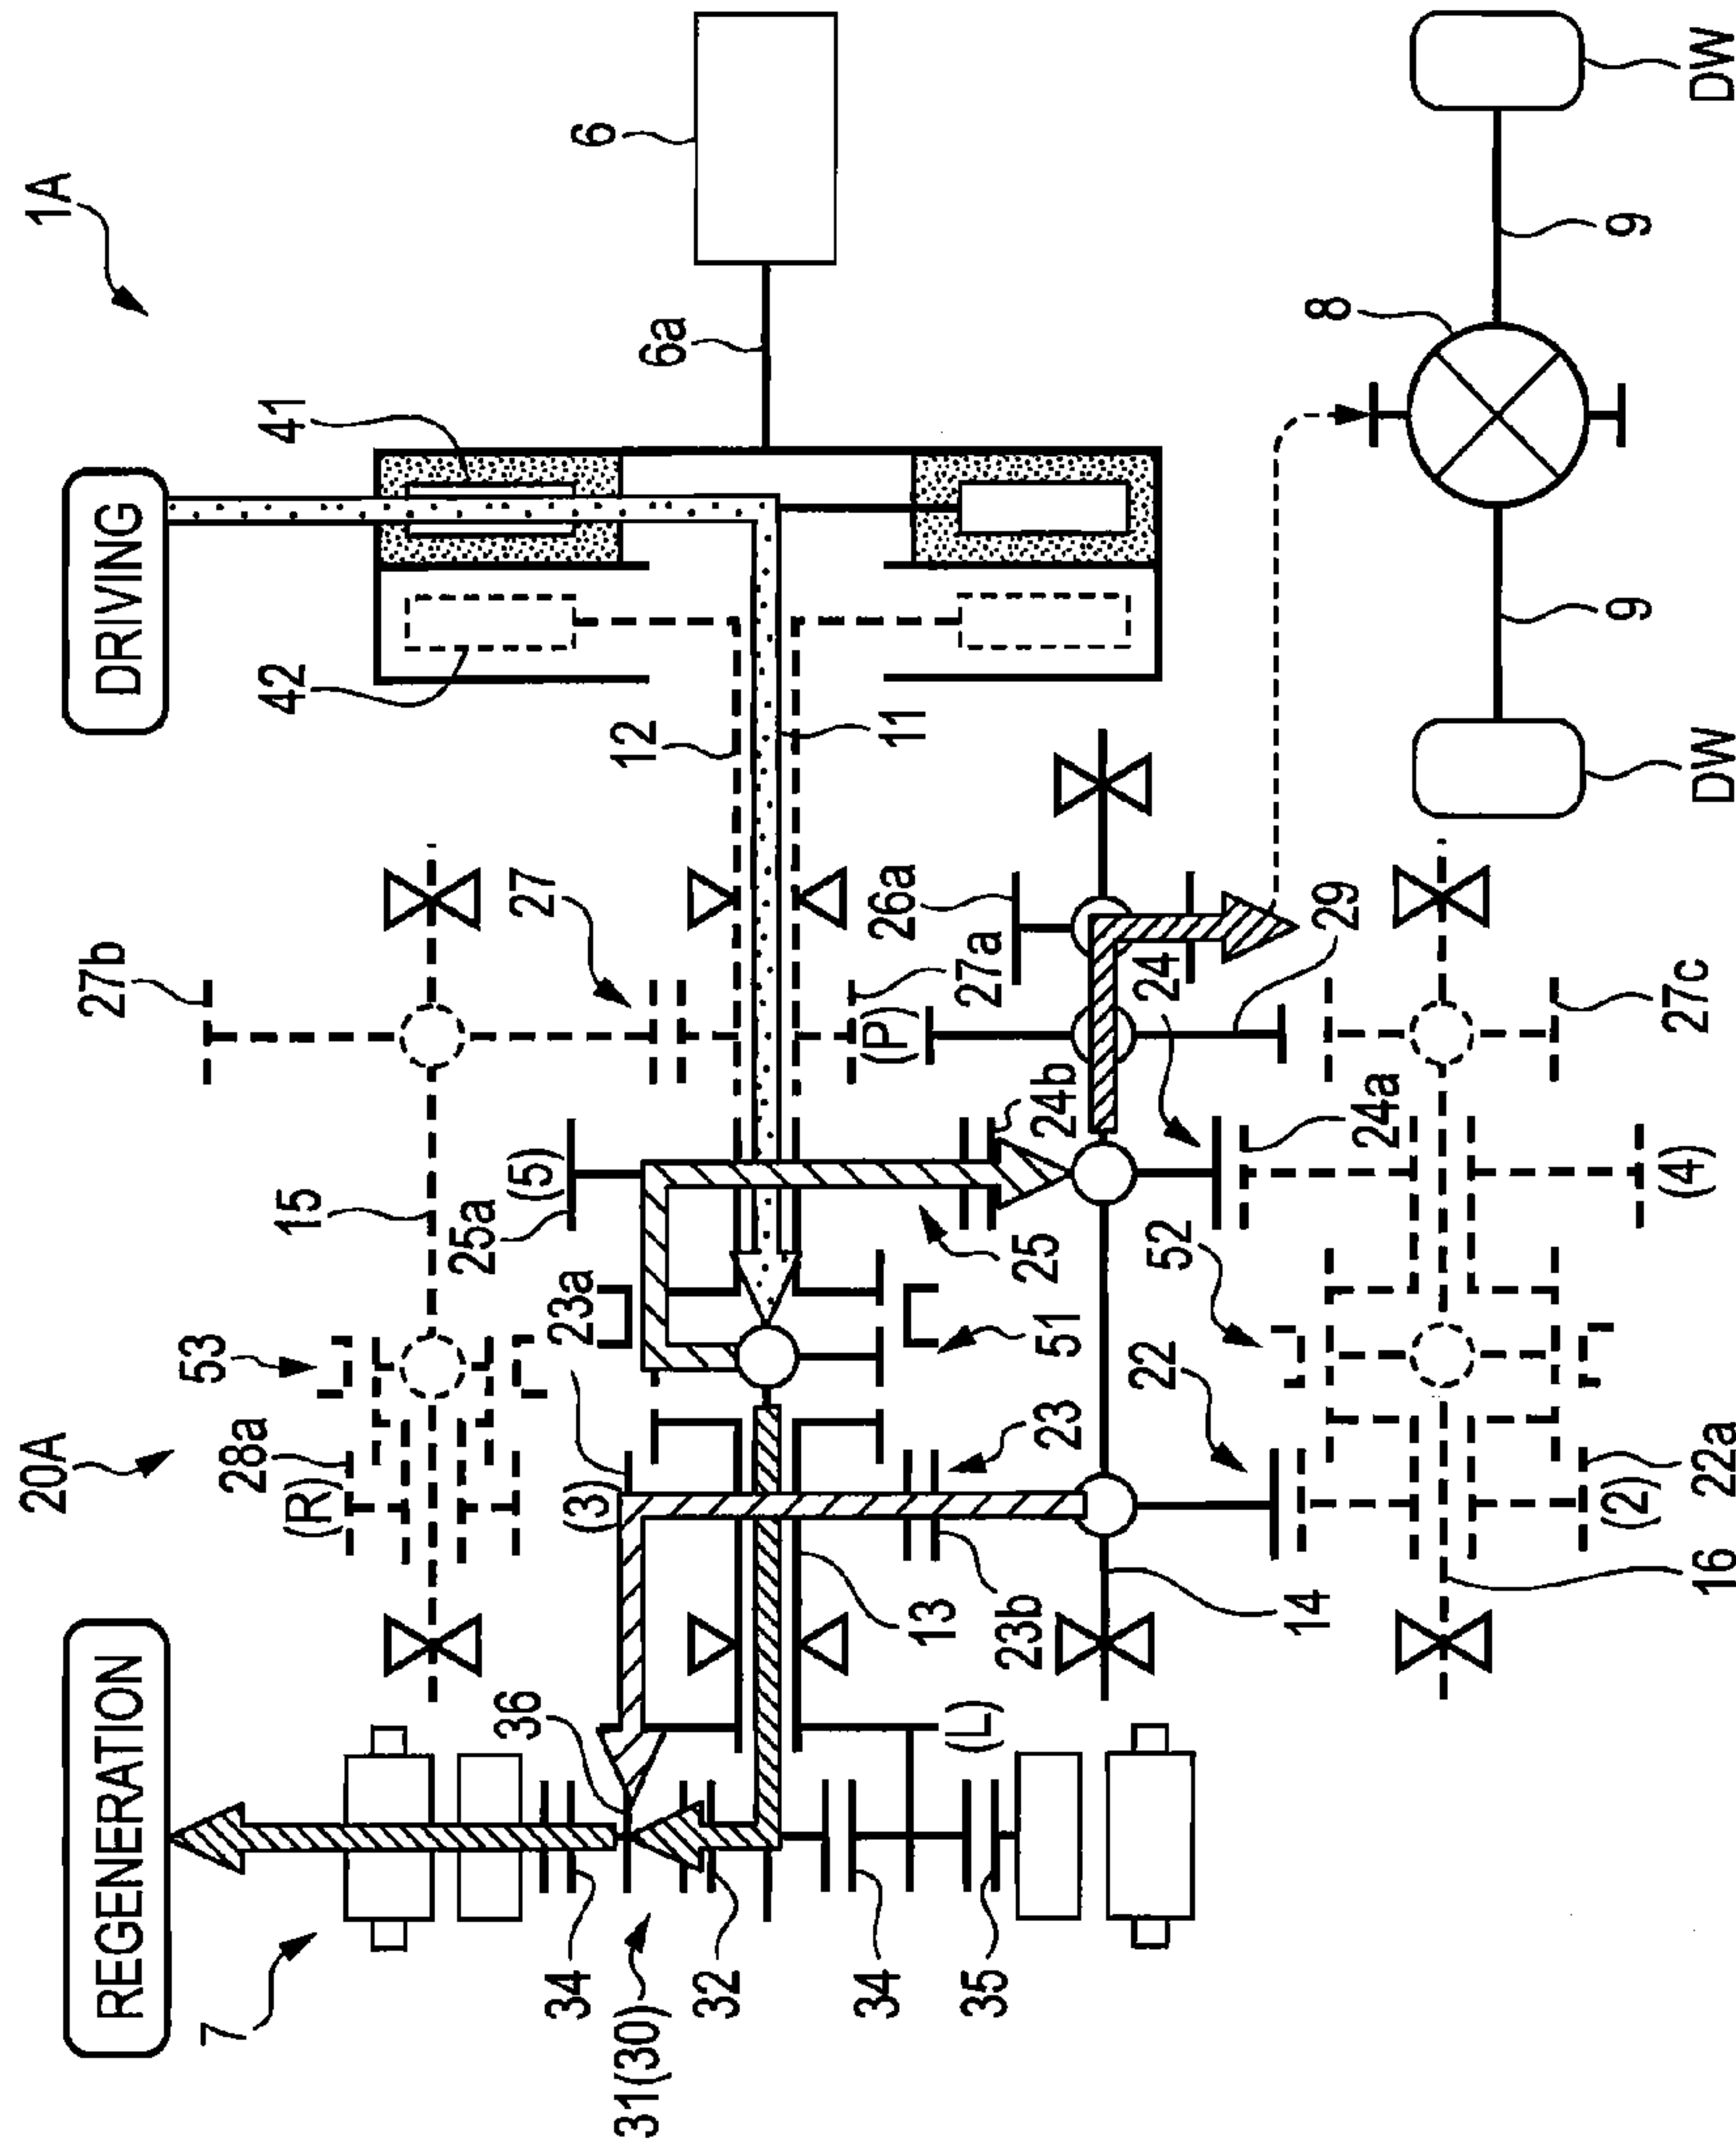 1A
DRIVING
6
6a
41
42
12
11
DW
9
8
9
DW
27b
27
26a
27a
(P)
24
29
27c
24b
24a
(4)
15
25a
(5)
25
52
53
23a
51
22
20A
28a
(R)
(3)
23
22a
(2)
16
13
23b
14
REGENERATION
36
(L)
7
34
31(30)
32
34
35